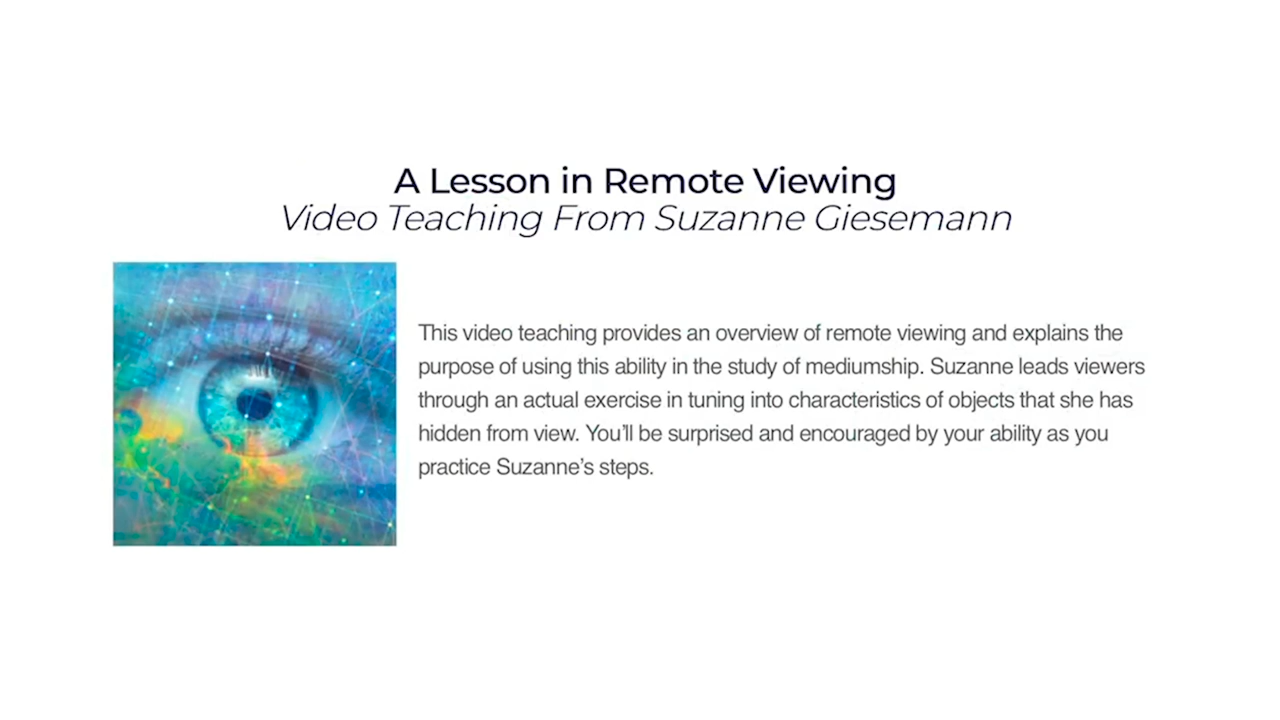 A Lesson in Remote Viewing
Video Teaching From Suzanne Giesemann
This video teaching provides an overview of remote viewing and explains the
purpose of using this ability in the study of mediumship. Suzanne leads viewers
through an actual exercise in tuning into characteristics of objects that she has
hidden from view. You’ll be surprised and encouraged by your ability as you
practice Suzanne’s steps.